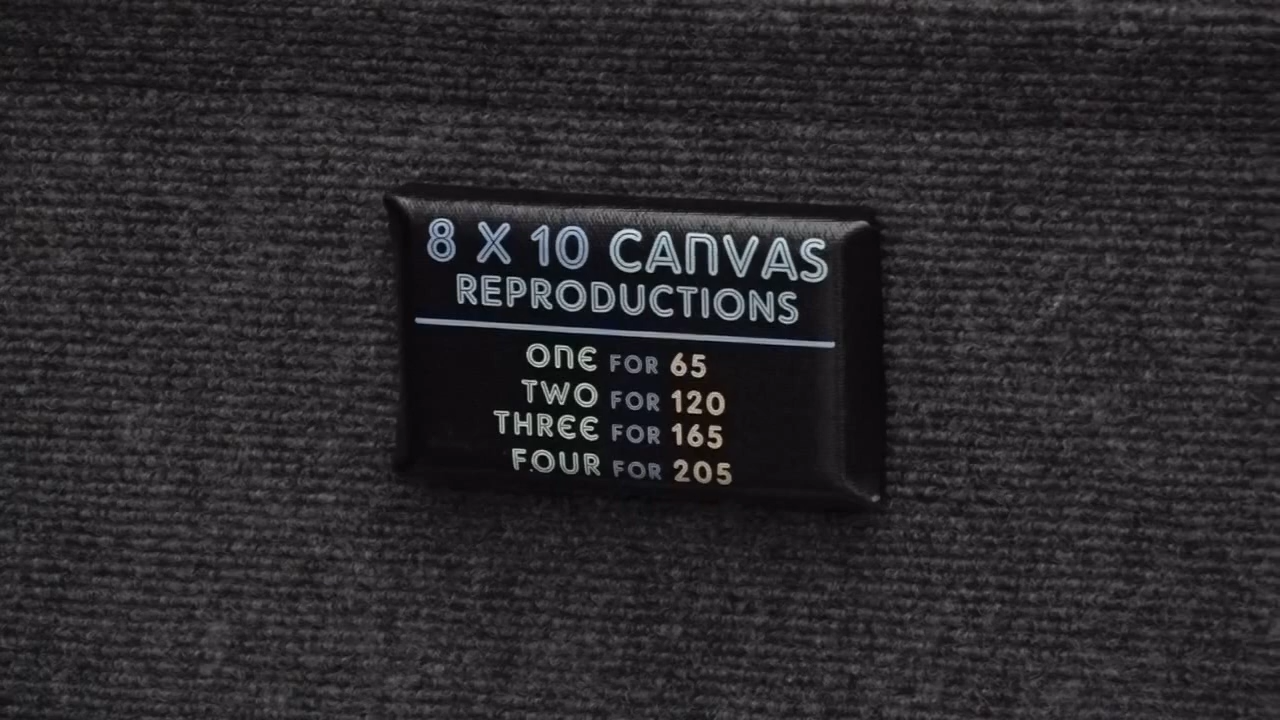 8 X 10 CANVAS
REPRODUCTIONS
ONE FOR 65
TWO FOR 120
THREE FOR 165
FOUR FOR 205